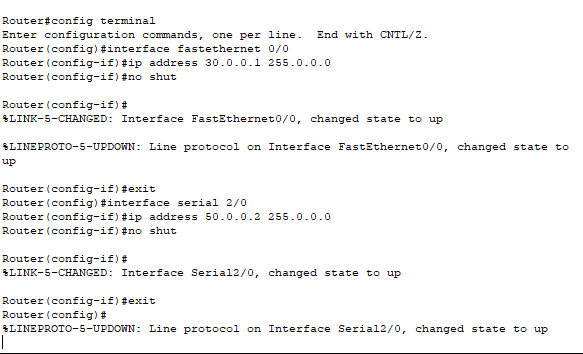 Router#config terminal
Enter configuration commands, one per line.  End with CNTL/Z.
Router(config)#interface fastethernet 0/0
Router(config-if)#ip address 30.0.0.1 255.0.0.0
Router(config-if)#no shut
Router(config-if)#
%LINK-5-CHANGED: Interface FastEthernet0/0, changed state to up
%LINEPROTO-5-UPDOWN: Line protocol on Interface FastEthernet0/0, changed state to
up
Router(config-if)#exit
Router(config)#interface serial 2/0
Router(config-if)#ip address 50.0.0.2 255.0.0.0
Router(config-if)#no shut
Router(config-if)#
%LINK-5-CHANGED: Interface Serial2/0, changed state to up
Router(config-if)#exit
Router(config)#
%LINEPROTO-5-UPDOWN: Line protocol on Interface Serial2/0, changed state to up